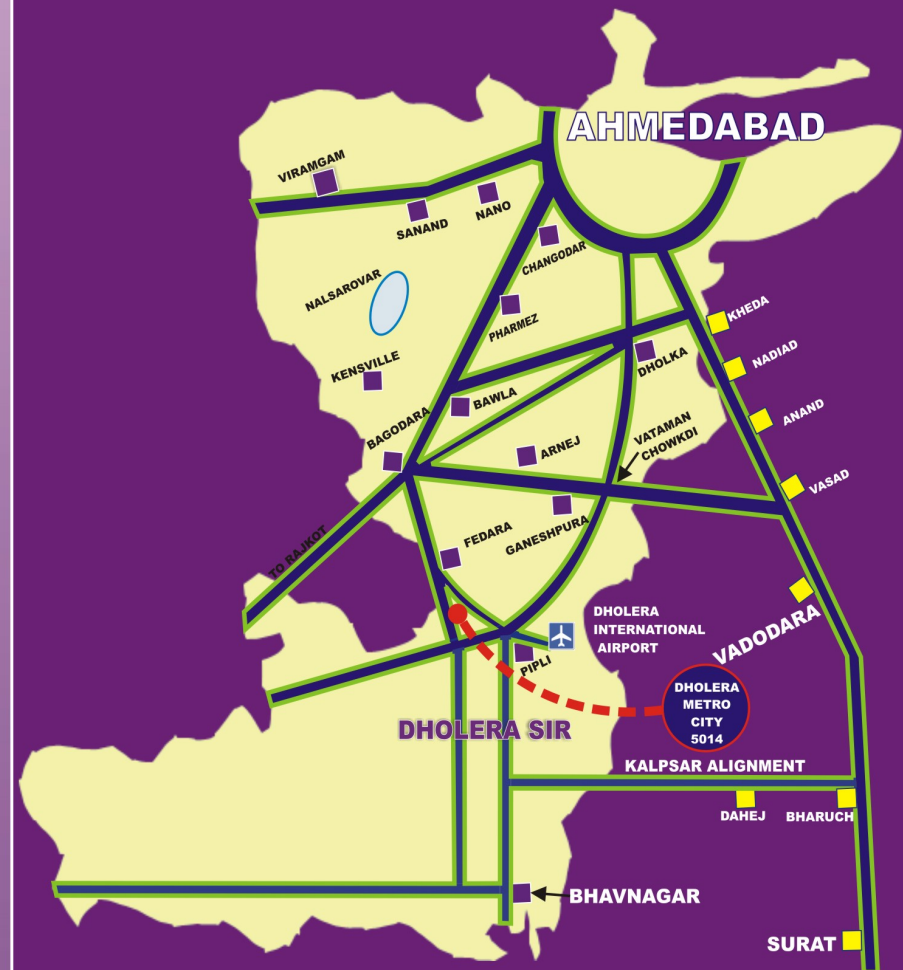 AHMEDABAD
VIRAMGAM
SANAND
NANO
CHANGODAR
NALSAROVAR
PHARMEZ
KHEDA
NADIAD
DHOLKA
KENSVILLE
BAWLA
ANAND
BAGODARA
VATAMAN
CHOWKDI
ARNEJ
VASAD
GANESHPURA
FEDARA
TO RAJKOT
DHOLERA
INTERNATIONAL
AIRPORT
VADODARA
PIPLI
DHOLERA
METRO
CITY
5014
DHOLERA SIR
KALPSAR ALIGNMENT
DAHEJ
BHARUCH
BHAVNAGAR
SURAT